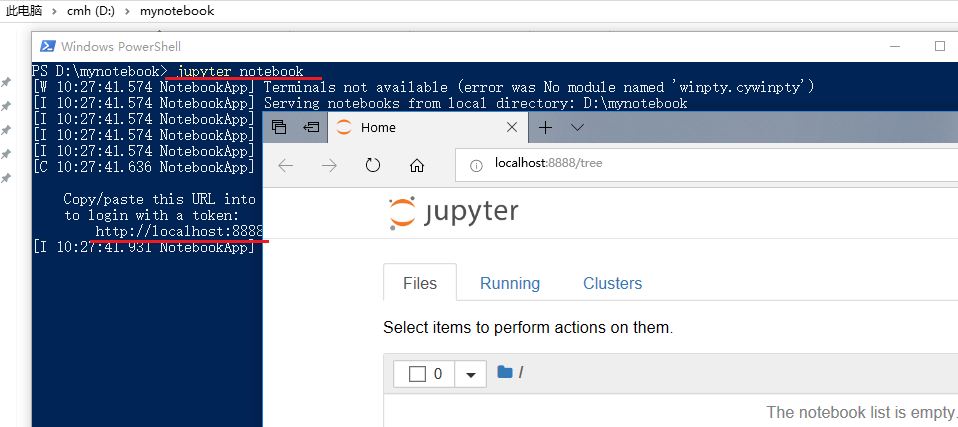 此电脑 > cmh (D:) > mynotebook
Windows PowerShell
PS D:\mynotebook> jupyter notebook
[W 10:27:41.574 NotebookApp] Terminals not available (error was No module named 'winpty.cywinpty')
[I 10:27:41.574 NotebookApp] Serving notebooks from local directory: D:\mynotebook
[I 10:27:41.574 NotebookApp]
[I 10:27:41.574 NotebookApp]
[I 10:27:41.574 NotebookApp]
[C 10:27:41.636 NotebookApp]
Copy/paste this URL into
to login with a token:
http://localhost:8888
[I 10:27:41.931 NotebookApp]
Home
localhost:8888/tree
jupyter
Files Running Clusters
Select items to perform actions on them.
0 /
The notebook list is empty.